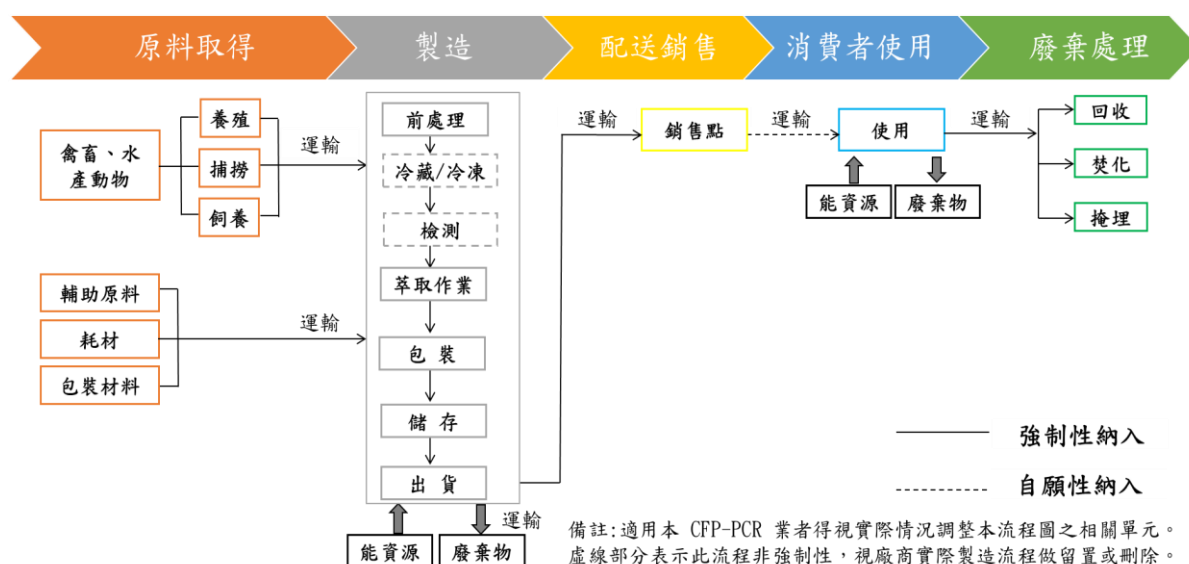 原料取得
製造
配送銷售
消費者使用
廢棄處理
禽畜、水
產動物
養殖
捕撈
飼養
運輸
輔助原料
耗材
包裝材料
運輸
前處理
冷藏/冷凍
檢測
萃取作業
包裝
儲存
出貨
能資源
廢棄物
運輸
運輸
銷售點
運輸
使用
能資源
廢棄物
運輸
回收
焚化
掩埋
強制性納入
自願性納入
備註:適用本 CFP-PCR 業者得視實際情況調整本流程圖之相關單元。
虛線部分表示此流程非強制性，視廠商實際製造流程做留置或刪除。